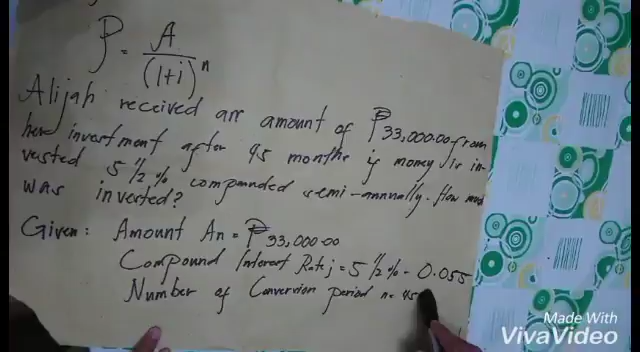 P = A
(1+i)ⁿ
Alijah received an amount of ₱33,000.00 from
her investment after 45 months if money is in-
vested 5 1/2 % compounded semi-annually. How much
was inverted?
Given: Amount An = ₱33,000.00
Compound Interest Rate j = 5 1/2 % = 0.055
Number of Conversion period n = 45
Made With
VivaVideo